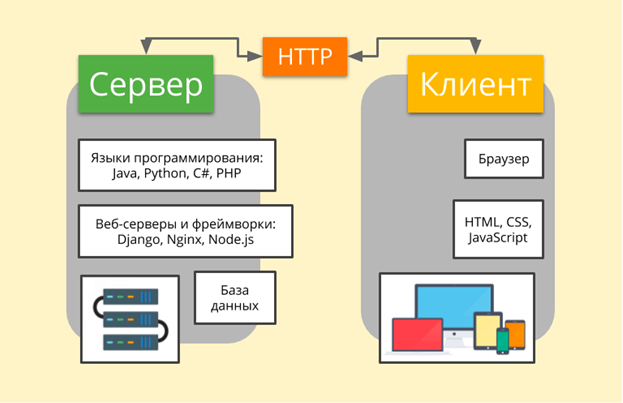 HTTP
Сервер
Клиент
Языки программирования:
Java, Python, C#, PHP
Браузер
Веб-серверы и фреймворки:
Django, Nginx, Node.js
HTML, CSS,
JavaScript
База
данных